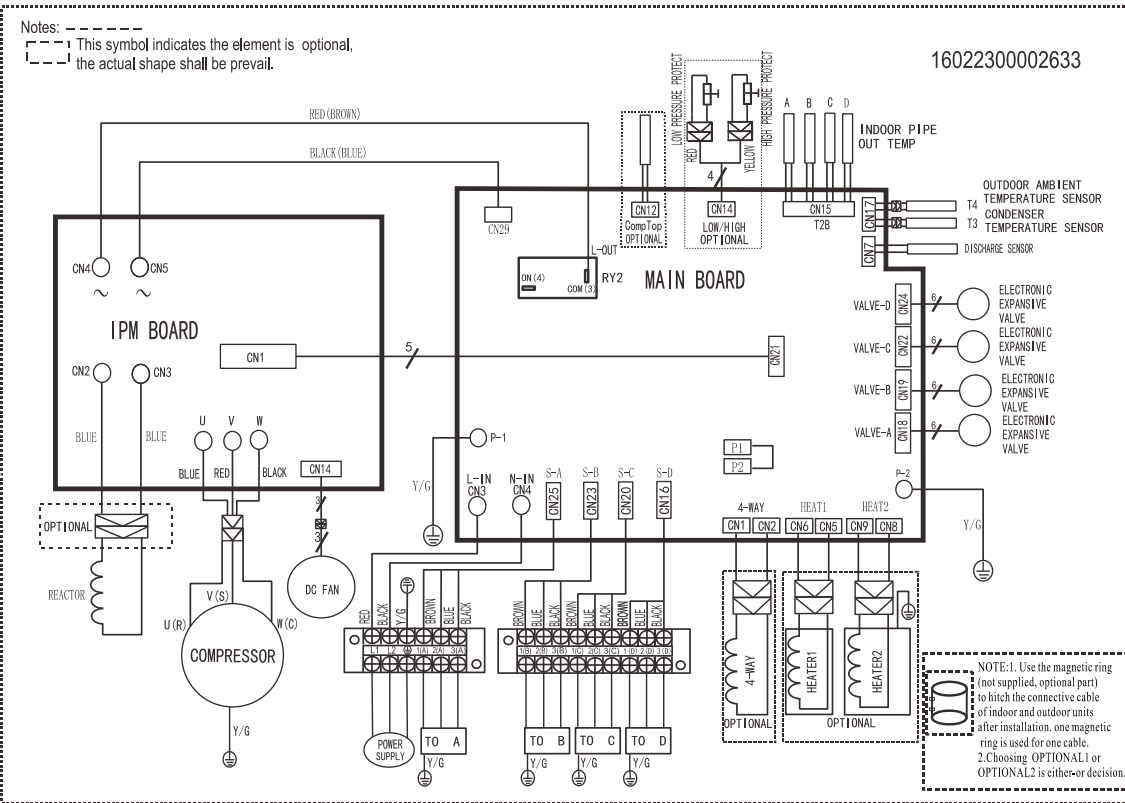 Notes:
This symbol indicates the element is optional,
the actual shape shall be prevail.
16022300002633
RED(BROWN)
BLACK(BLUE)
LOW PRESSURE PROTECT
HIGH PRESSURE PROTECT
RED
YELLOW
4
CN12
CompTop
OPTIONAL
CN14
LOW/HIGH
OPTIONAL
A B C D
INDOOR PIPE
OUT TEMP
CN15
T2B
CN17
T4
OUTDOOR AMBIENT
TEMPERATURE SENSOR
T3
CONDENSER
TEMPERATURE SENSOR
CN7
DISCHARGE SENSOR
CN29
L-OUT
ON(4)
COM(3)
RY2
MAIN BOARD
CN4
CN5
∼ ∼
IPM BOARD
CN1
5
CN21
CN2
CN3
VALVE-D
CN24
6
ELECTRONIC
EXPANSIVE
VALVE
VALVE-C
CN22
6
ELECTRONIC
EXPANSIVE
VALVE
VALVE-B
CN19
6
ELECTRONIC
EXPANSIVE
VALVE
VALVE-A
CN18
6
ELECTRONIC
EXPANSIVE
VALVE
U V W
BLUE
BLUE
BLUE
RED
BLACK
CN14
3
3
DC FAN
OPTIONAL
REACTOR
V(S)
U(R)
W(C)
COMPRESSOR
Y/G
P-1
Y/G
P1
P2
P-2
Y/G
L-IN
CN3
N-IN
CN4
S-A
CN25
S-B
CN23
S-C
CN20
S-D
CN16
4-WAY
CN1 CN2
HEAT1
CN6 CN5
HEAT2
CN9 CN8
RED
BLACK
Y/G
BROWN
BLUE
BLACK
L1 L2 1(A) 2(A) 3(A)
BROWN
BLUE
BLACK
BROWN
BLUE
BLACK
BROWN
BLUE
BLACK
1(B) 2(B) 3(B) 1(C) 2(C) 3(C) 1(D) 2(D) 3(D)
POWER
SUPPLY
TO A
Y/G
TO B
Y/G
TO C
Y/G
TO D
Y/G
4-WAY
OPTIONAL
HEATER1
HEATER2
OPTIONAL
NOTE:1. Use the magnetic ring
(not supplied, optional part)
to hitch the connective cable
of indoor and outdoor units
after installation. one magnetic
ring is used for one cable.
2.Choosing OPTIONAL1 or
OPTIONAL2 is either-or decision.